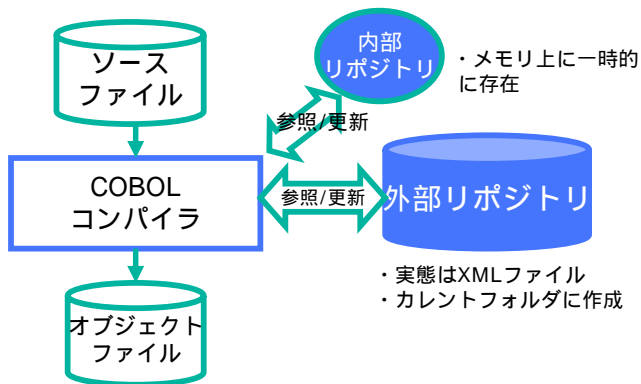 ソース
ファイル
内部
リポジトリ
・メモリ上に一時的
に存在
参照/更新
COBOL
コンパイラ
参照/更新
外部リポジトリ
・実態はXMLファイル
・カレントフォルダに作成
オブジェクト
ファイル